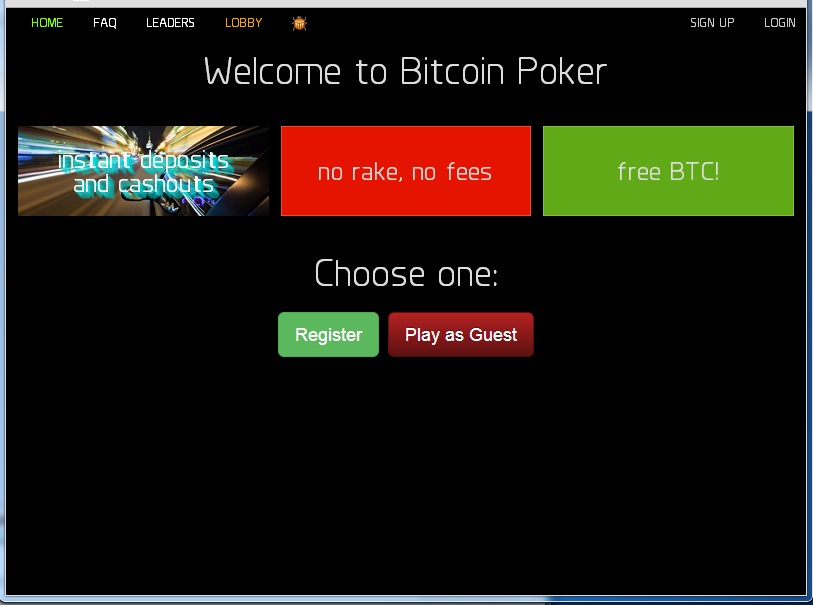 HOME FAQ LEADERS LOBBY SIGN UP LOGIN
Welcome to Bitcoin Poker
instant deposits
and cashouts
no rake, no fees
free BTC!
Choose one:
Register
Play as Guest